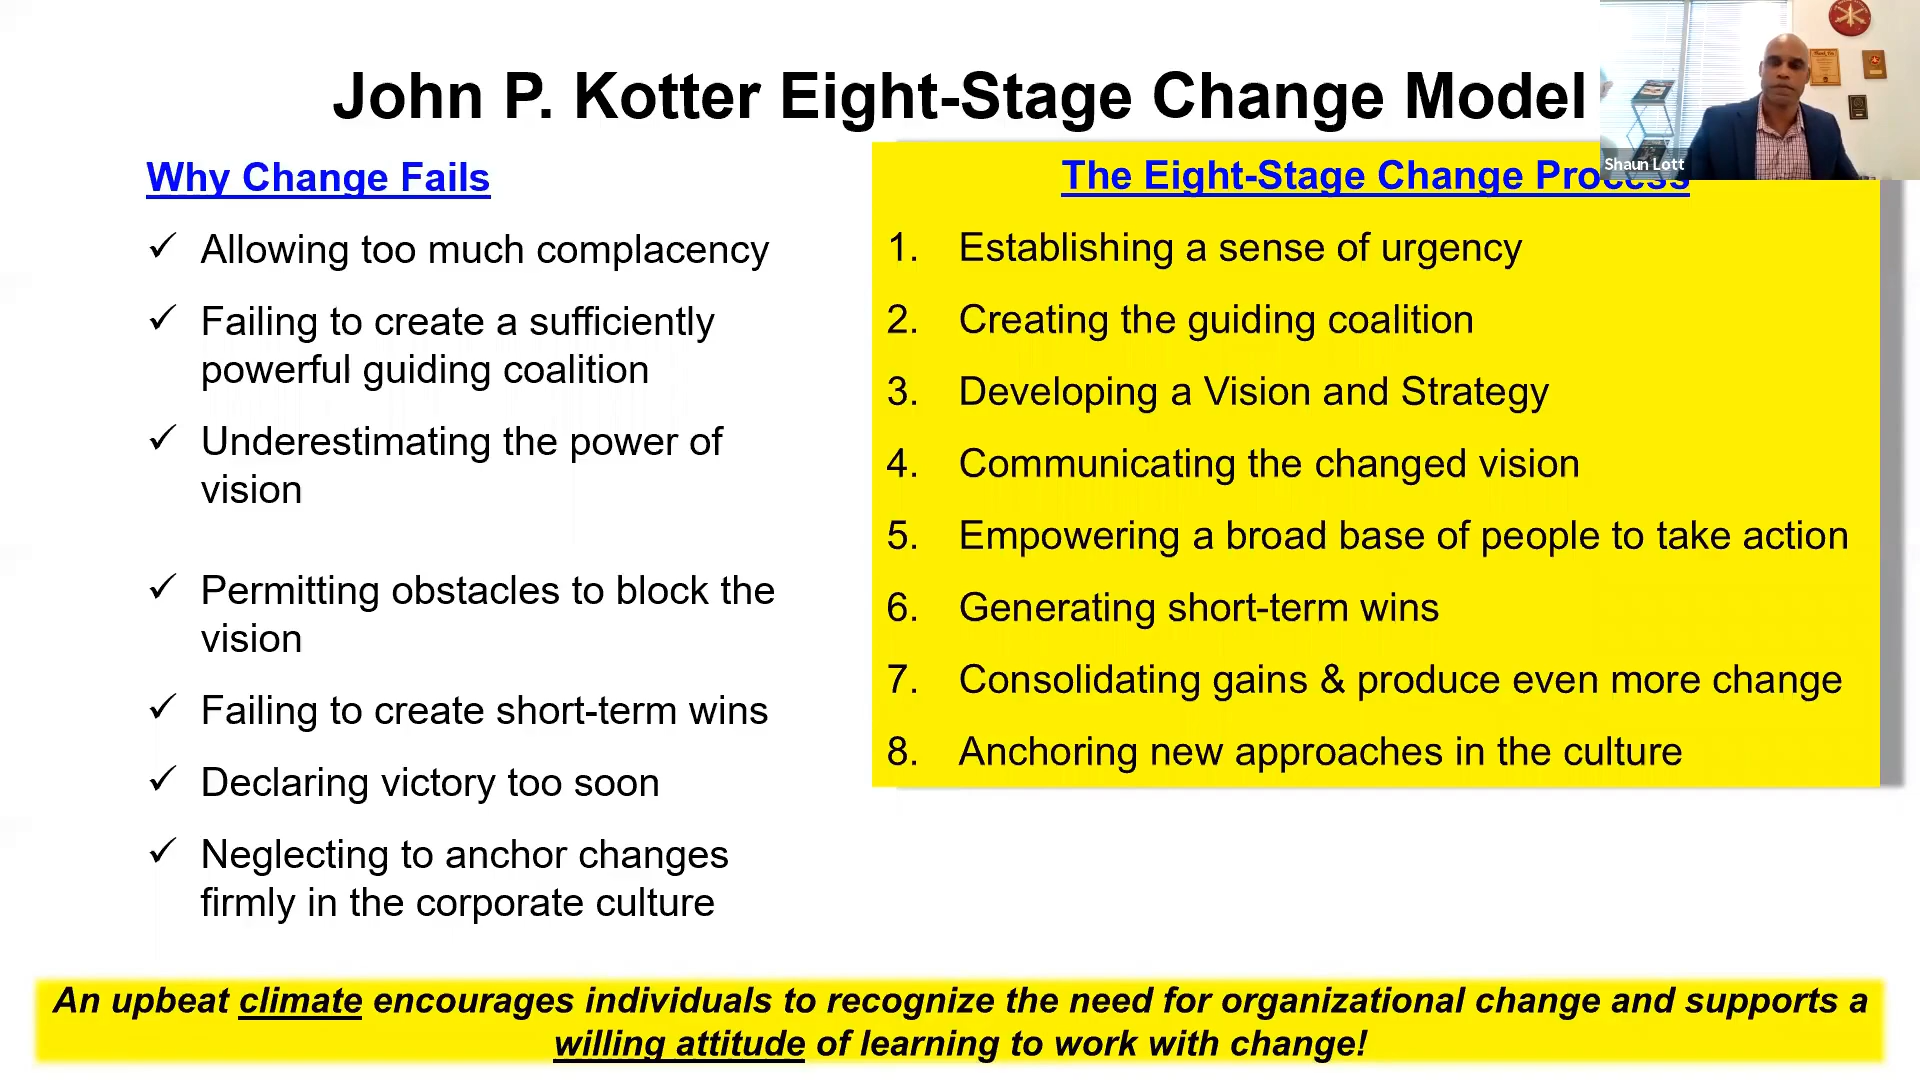 John P. Kotter Eight-Stage Change Model
Shaun Lott
Why Change Fails
✓ Allowing too much complacency
✓ Failing to create a sufficiently
powerful guiding coalition
✓ Underestimating the power of
vision
✓ Permitting obstacles to block the
vision
✓ Failing to create short-term wins
✓ Declaring victory too soon
✓ Neglecting to anchor changes
firmly in the corporate culture
The Eight-Stage Change Process
1. Establishing a sense of urgency
2. Creating the guiding coalition
3. Developing a Vision and Strategy
4. Communicating the changed vision
5. Empowering a broad base of people to take action
6. Generating short-term wins
7. Consolidating gains & produce even more change
8. Anchoring new approaches in the culture
An upbeat climate encourages individuals to recognize the need for organizational change and supports a
willing attitude of learning to work with change!